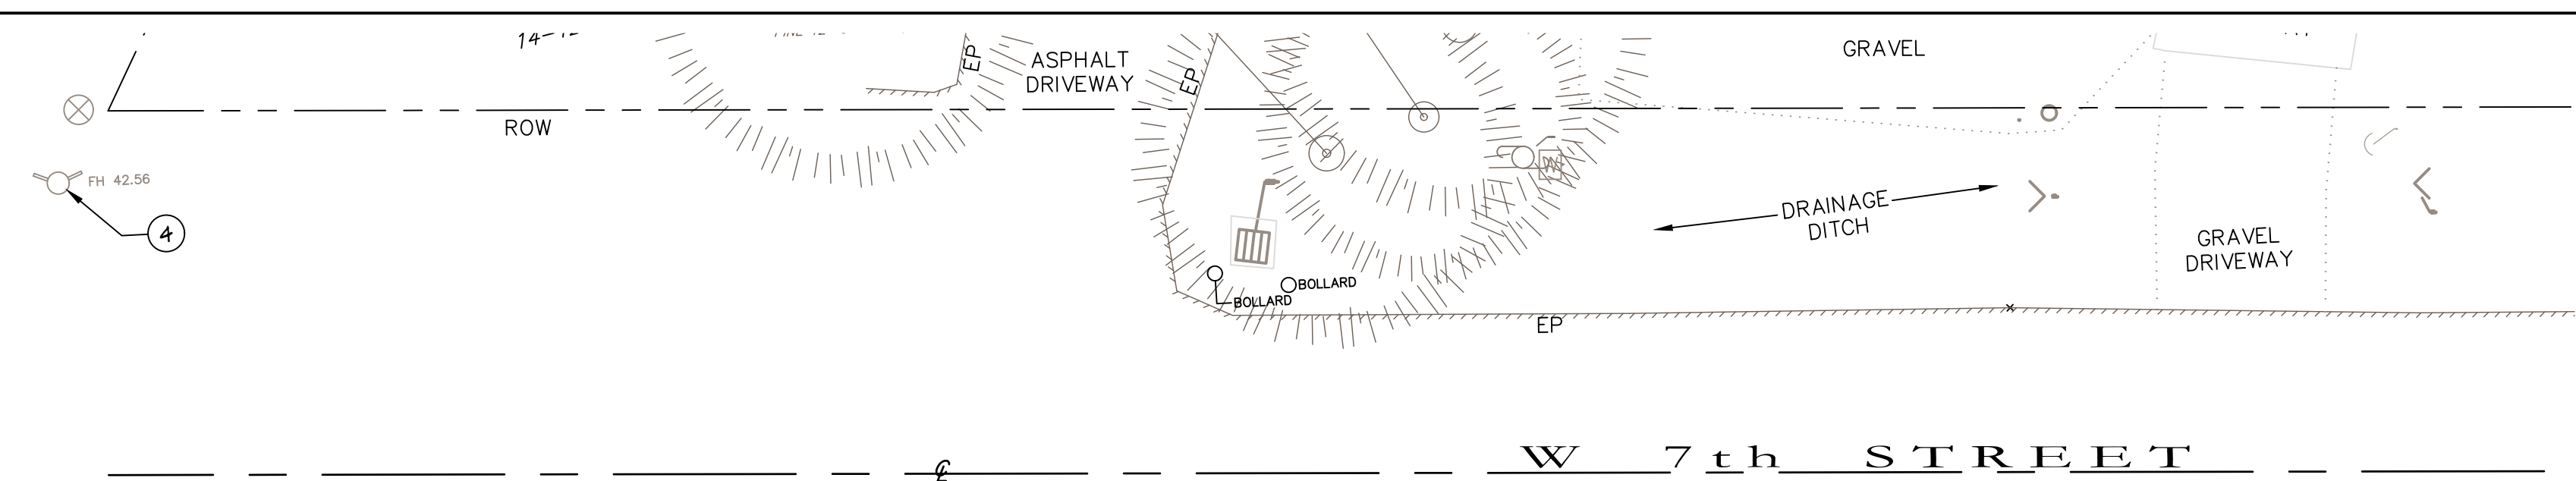 EP
ASPHALT
DRIVEWAY
EP
GRAVEL
ROW
FH 42.56
4
DRAINAGE
DITCH
GRAVEL
DRIVEWAY
BOLLARD
BOLLARD
EP
W 7th STREET